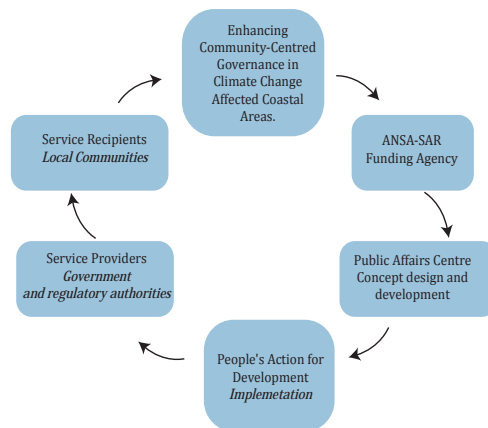 Enhancing
Community-Centred
Governance in
Climate Change
Affected Coastal
Areas.
ANSA-SAR
Funding Agency
Public Affairs Centre
Concept design and
development
People's Action for
Development
Implemetation
Service Providers
Government
and regulatory authorities
Service Recipients
Local Communities